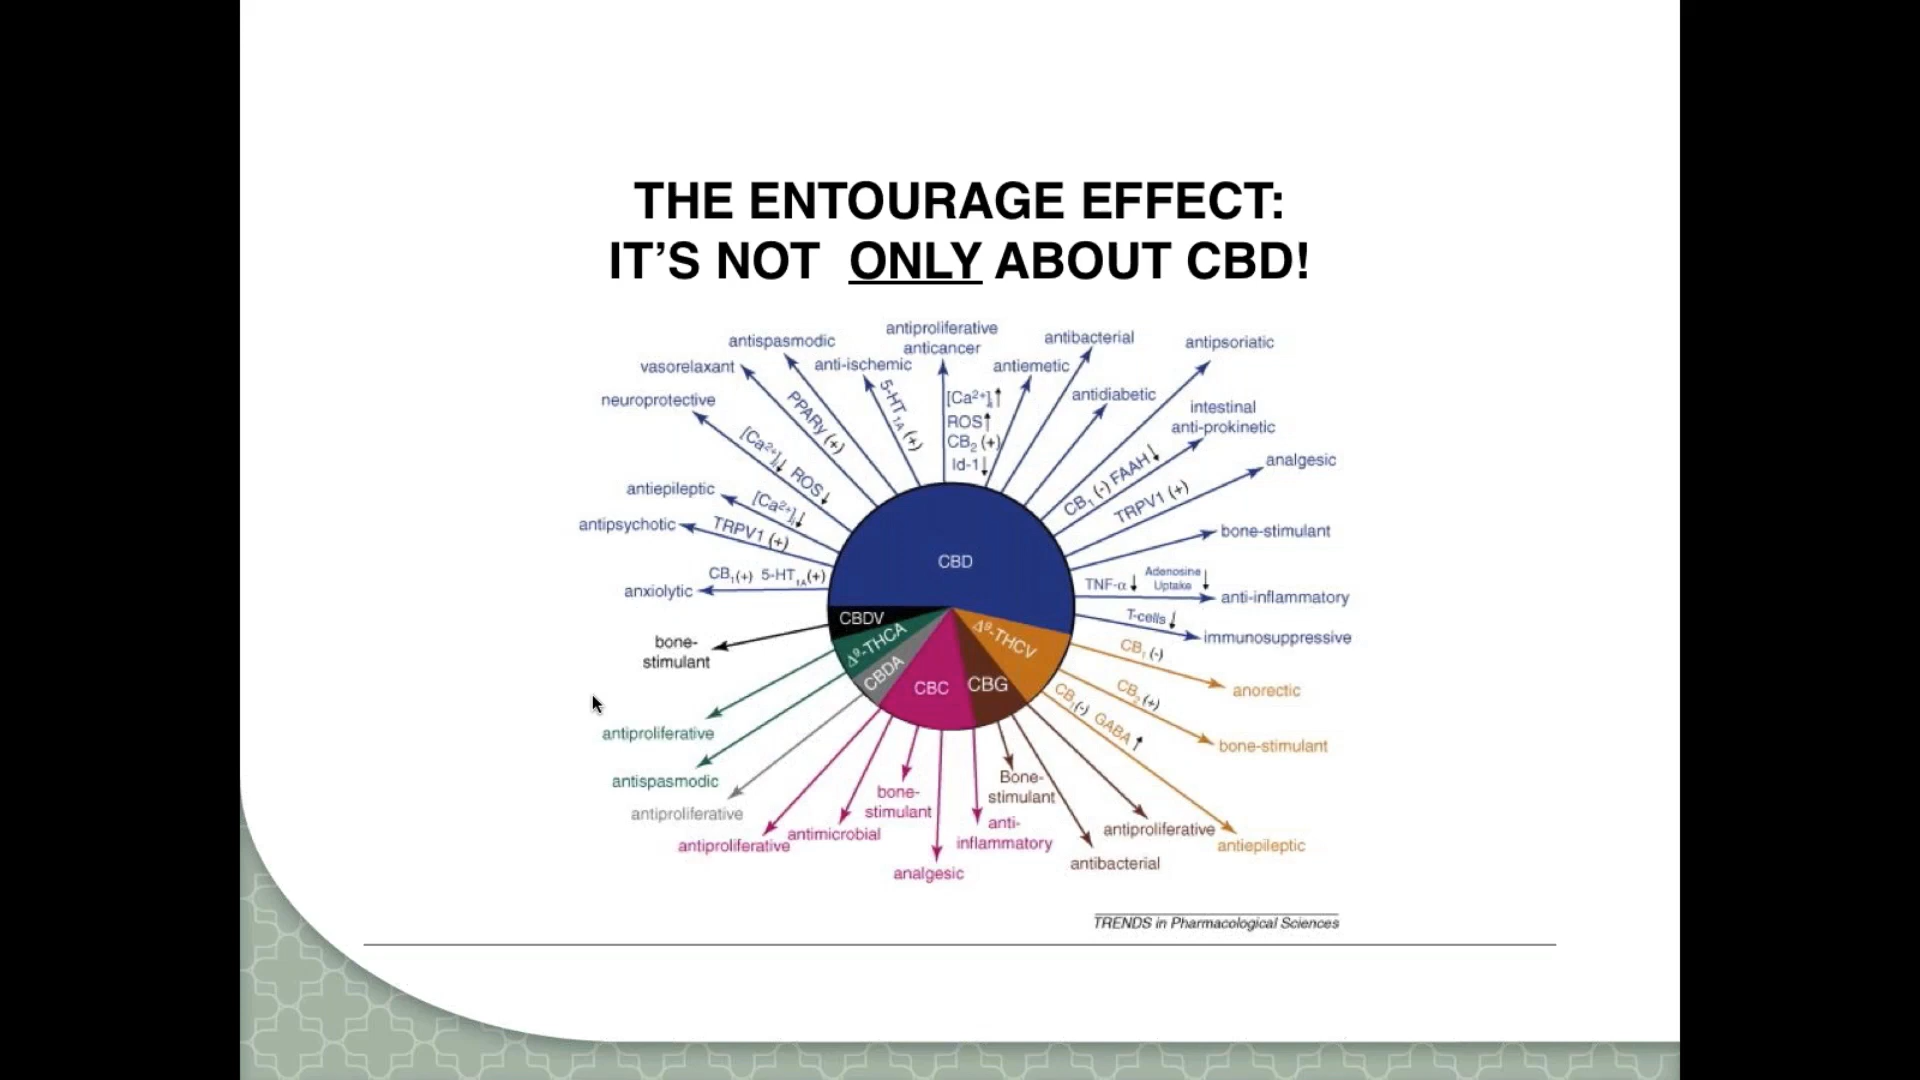 THE ENTOURAGE EFFECT:
IT'S NOT ONLY ABOUT CBD!
antiproliferative
anticancer
antispasmodic
antibacterial
antipsoriatic
vasorelaxant
anti-ischemic
antiemetic
neuroprotective
antidiabetic
intestinal
anti-prokinetic
PPARγ (+)
5-HT1A (+)
[Ca2+]i↑
ROS↑
CB2 (+)
Id-1↓
[Ca2+]i↓ ROS↓
CB1 (-) FAAH↓
analgesic
TRPV1 (+)
antiepileptic
[Ca2+]i↓
antipsychotic
TRPV1 (+)
bone-stimulant
CBD
anxiolytic
CB1(+) 5-HT1A(+)
TNF-α↓
Adenosine
Uptake↓
anti-inflammatory
T-cells↓
immunosuppressive
CBDV
Δ9-THCA
CBDA
CBC
CBG
Δ9-THCV
bone-
stimulant
CB1 (-)
anorectic
CB2 (+)
bone-stimulant
CB1(-) GABA↑
antiproliferative
antispasmodic
antiproliferative
antiproliferative
antimicrobial
bone-
stimulant
analgesic
anti-
inflammatory
Bone-
stimulant
antiproliferative
antibacterial
antiepileptic
TRENDS in Pharmacological Sciences